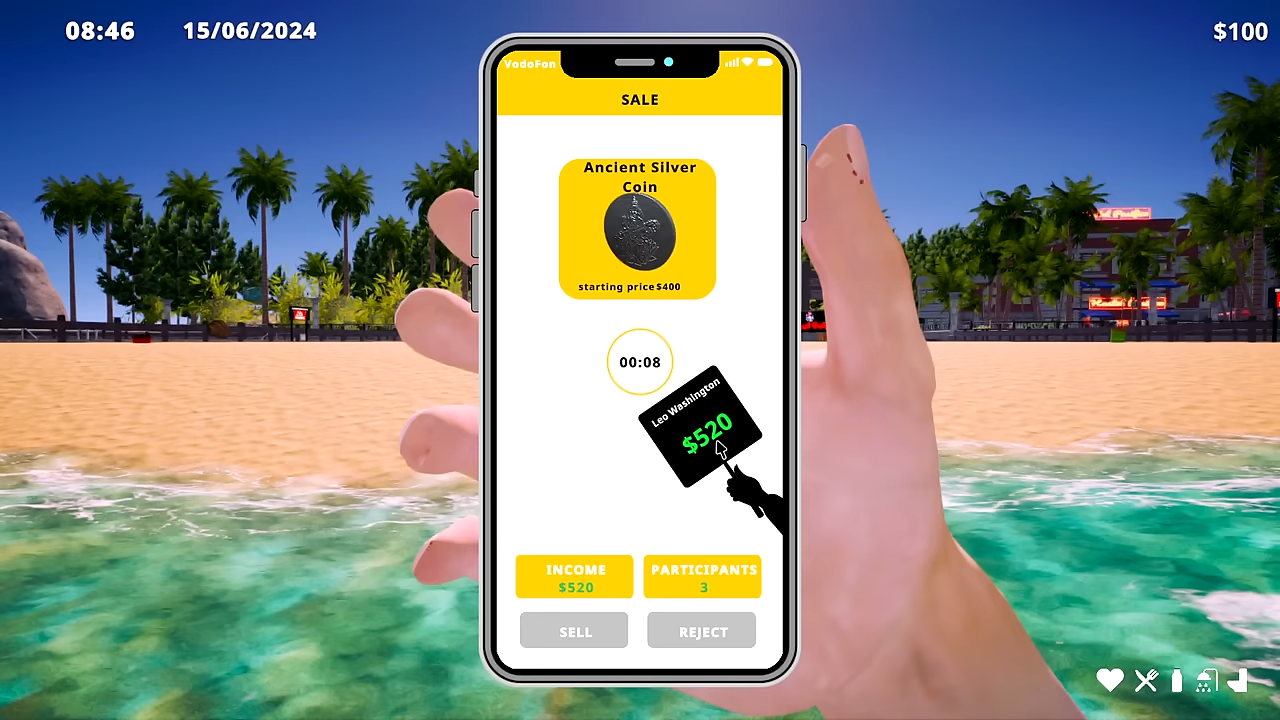 08:46
15/06/2024
$100
VodoFon
SALE
Ancient Silver
Coin
starting price $400
00:08
Leo Washington
$520
INCOME
$520
PARTICIPANTS
3
SELL
REJECT